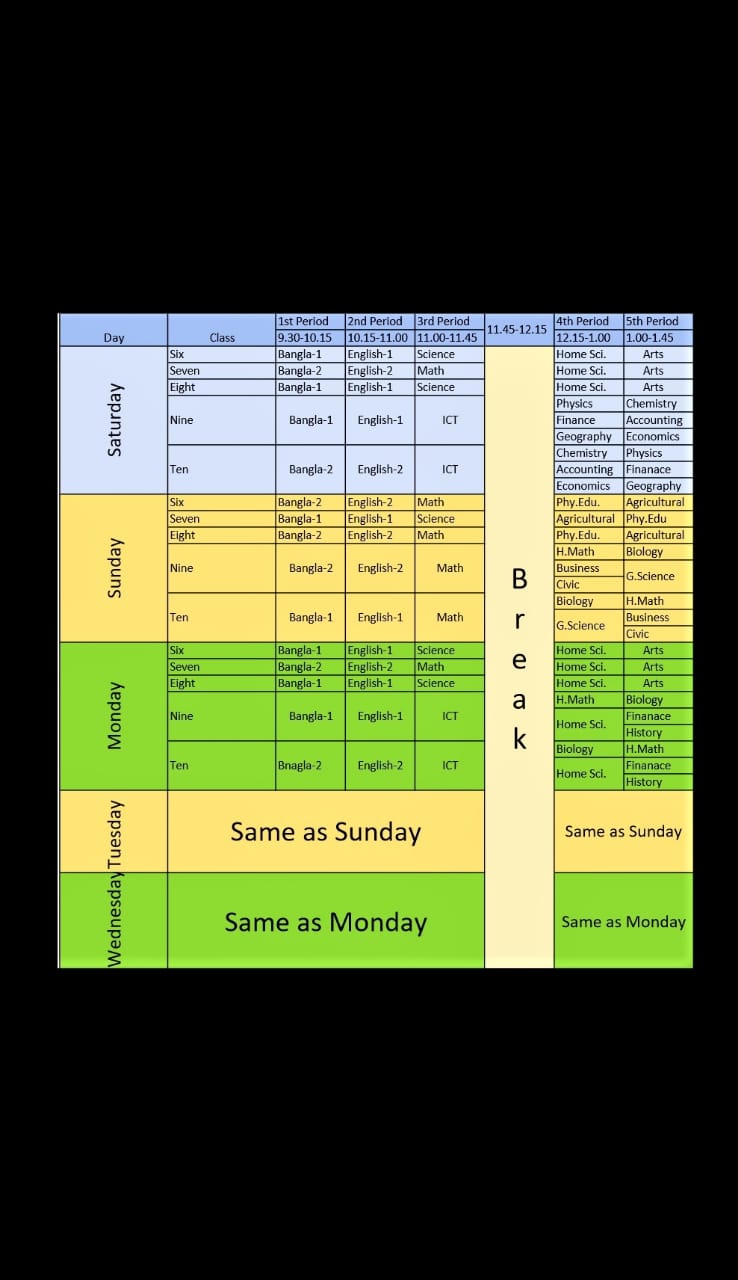 Day Class 1st Period 2nd Period 3rd Period 11.45-12.15 4th Period 5th Period
9.30-10.15 10.15-11.00 11.00-11.45 12.15-1.00 1.00-1.45
Saturday
Six Bangla-1 English-1 Science Home Sci. Arts
Seven Bangla-2 English-2 Math Home Sci. Arts
Eight Bangla-1 English-1 Science Home Sci. Arts
Nine Bangla-1 English-1 ICT
Physics Chemistry
Finance Accounting
Geography Economics
Ten Bangla-2 English-2 ICT
Chemistry Physics
Accounting Finanace
Economics Geography
Sunday
Six Bangla-2 English-2 Math Phy.Edu. Agricultural
Seven Bangla-1 English-1 Science Agricultural Phy.Edu
Eight Bangla-2 English-2 Math Phy.Edu. Agricultural
Nine Bangla-2 English-2 Math
H.Math Biology
Business G.Science
Civic
Ten Bangla-1 English-1 Math
Biology H.Math
G.Science Business
Civic
Monday
Six Bangla-1 English-1 Science Home Sci. Arts
Seven Bangla-2 English-2 Math Home Sci. Arts
Eight Bangla-1 English-1 Science Home Sci. Arts
Nine Bangla-1 English-1 ICT
H.Math Biology
Home Sci. Finanace
History
Ten Bnagla-2 English-2 ICT
Biology H.Math
Home Sci. Finanace
History
Break
Tuesday Same as Sunday Same as Sunday
Wednesday Same as Monday Same as Monday